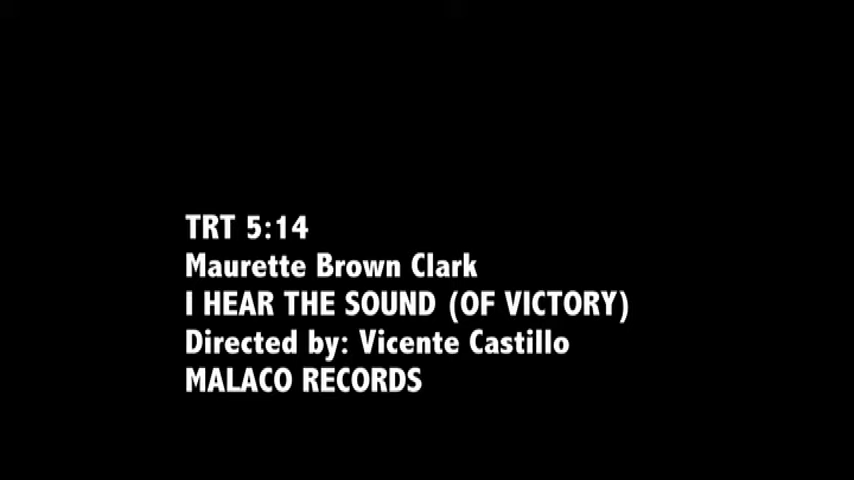 TRT 5:14
Maurette Brown Clark
I HEAR THE SOUND (OF VICTORY)
Directed by: Vicente Castillo
MALACO RECORDS